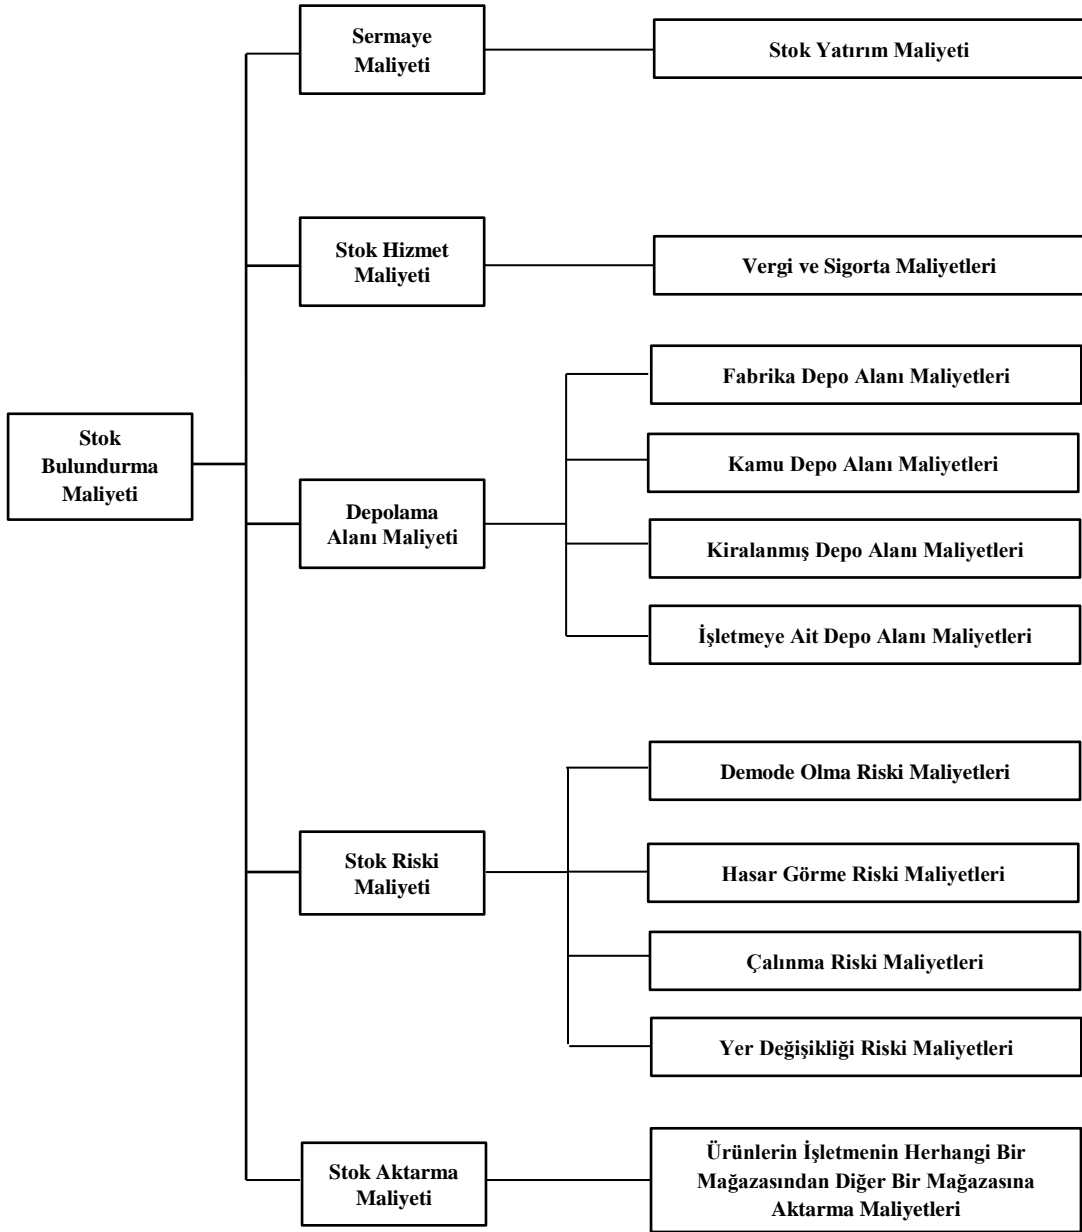 Sermaye
Maliyeti
Stok Yatırım Maliyeti
Stok Hizmet
Maliyeti
Vergi ve Sigorta Maliyetleri
Fabrika Depo Alanı Maliyetleri
Stok
Bulundurma
Maliyeti
Kamu Depo Alanı Maliyetleri
Depolama
Alanı Maliyeti
Kiralanmış Depo Alanı Maliyetleri
İşletmeye Ait Depo Alanı Maliyetleri
Demode Olma Riski Maliyetleri
Stok Riski
Maliyeti
Hasar Görme Riski Maliyetleri
Çalınma Riski Maliyetleri
Yer Değişikliği Riski Maliyetleri
Stok Aktarma
Maliyeti
Ürünlerin İşletmenin Herhangi Bir
Mağazasından Diğer Bir Mağazasına
Aktarma Maliyetleri